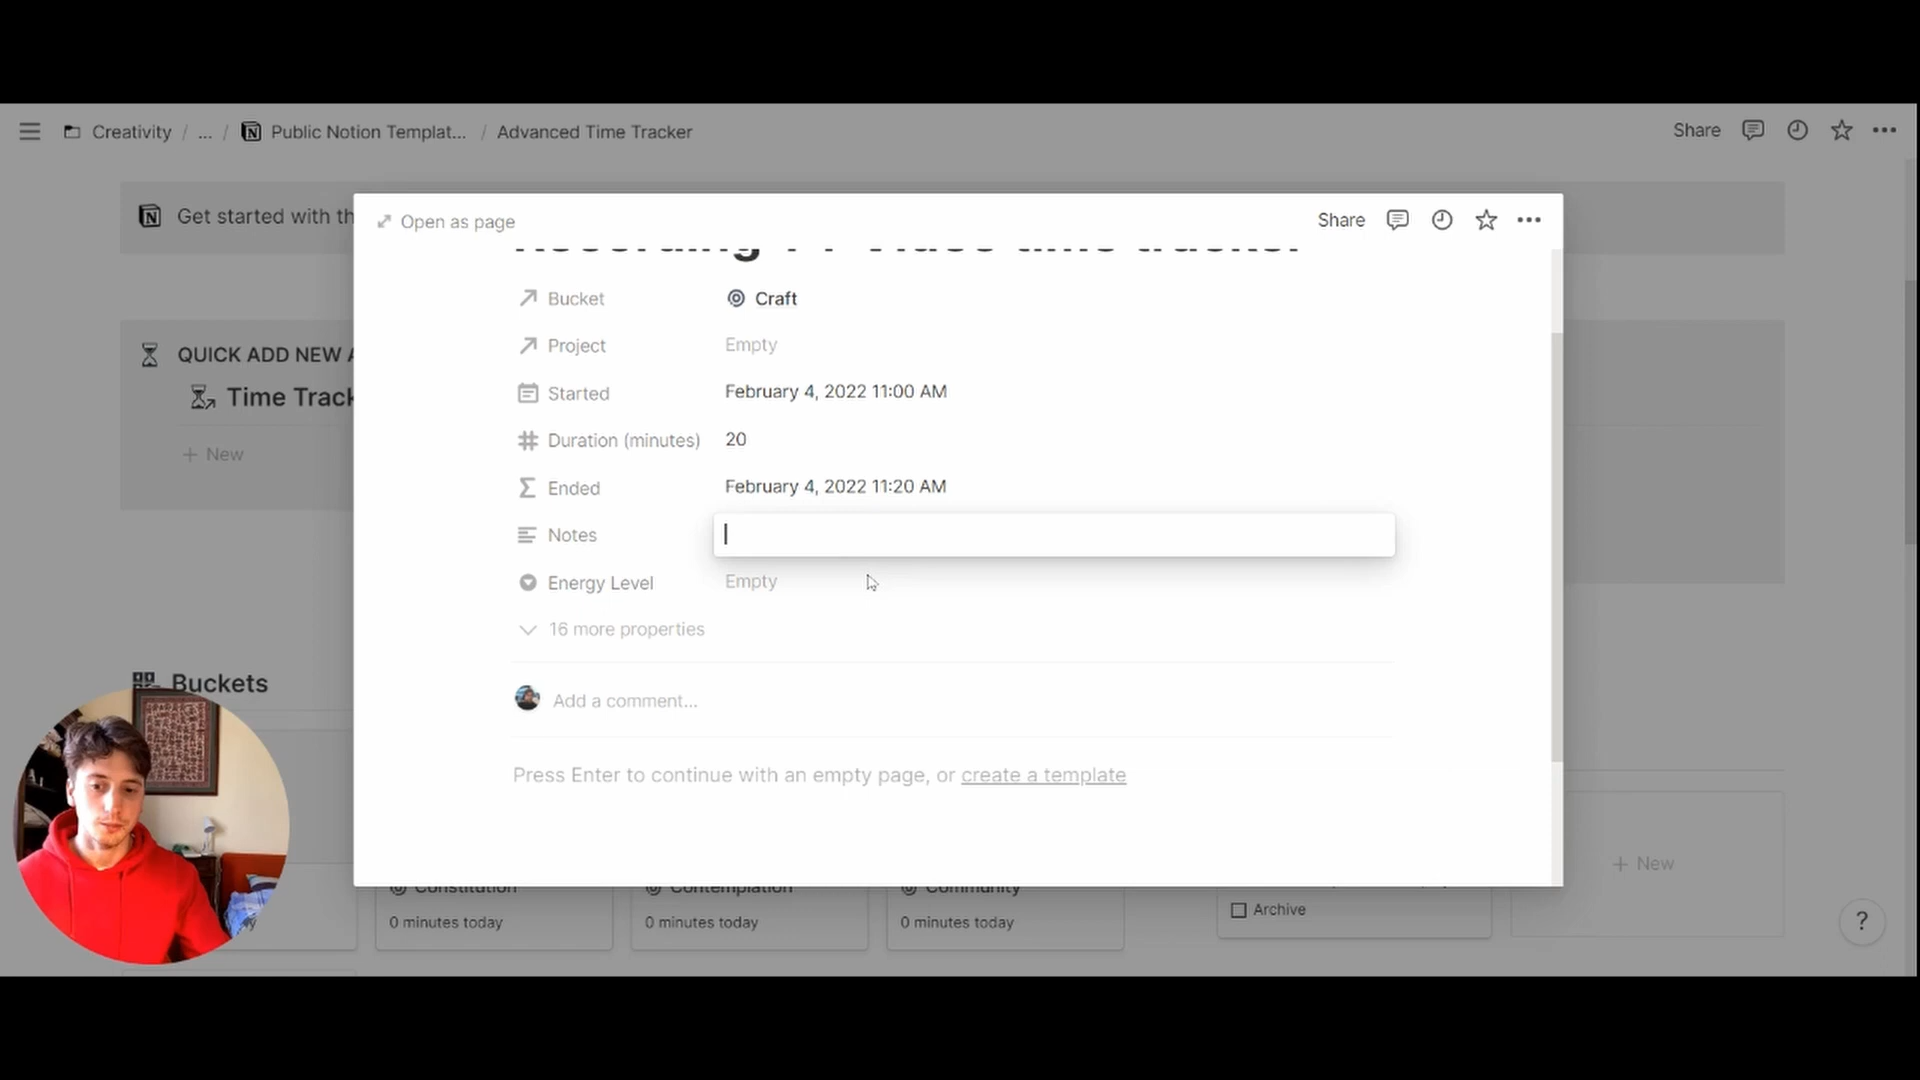 Creativity / ... / Public Notion Templat... / Advanced Time Tracker
Share
Get started with th
Open as page
Share
Bucket
Craft
QUICK ADD NEW A
Project
Empty
Time Track
Started
February 4, 2022 11:00 AM
+ New
Duration (minutes)
20
Ended
February 4, 2022 11:20 AM
Notes
Energy Level
Empty
16 more properties
Buckets
Add a comment...
Press Enter to continue with an empty page, or create a template
+ New
Constitution
Contemplation
Community
0 minutes today
0 minutes today
0 minutes today
Archive
?